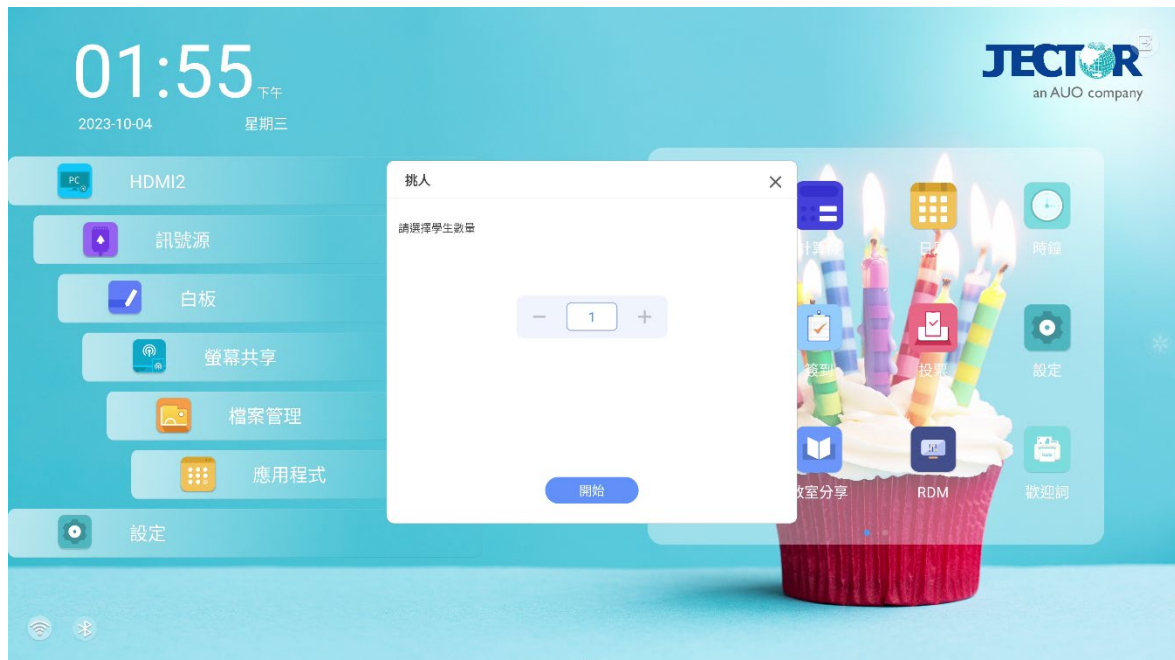 01:55 下午
2023-10-04 星期三
JECTOR
an AUO company
PC
HDMI2
訊號源
白板
螢幕共享
檔案管理
應用程式
設定
挑人
請選擇學生數量
1
開始
時鐘
簽到
投票
設定
教室分享
RDM
歡迎詞